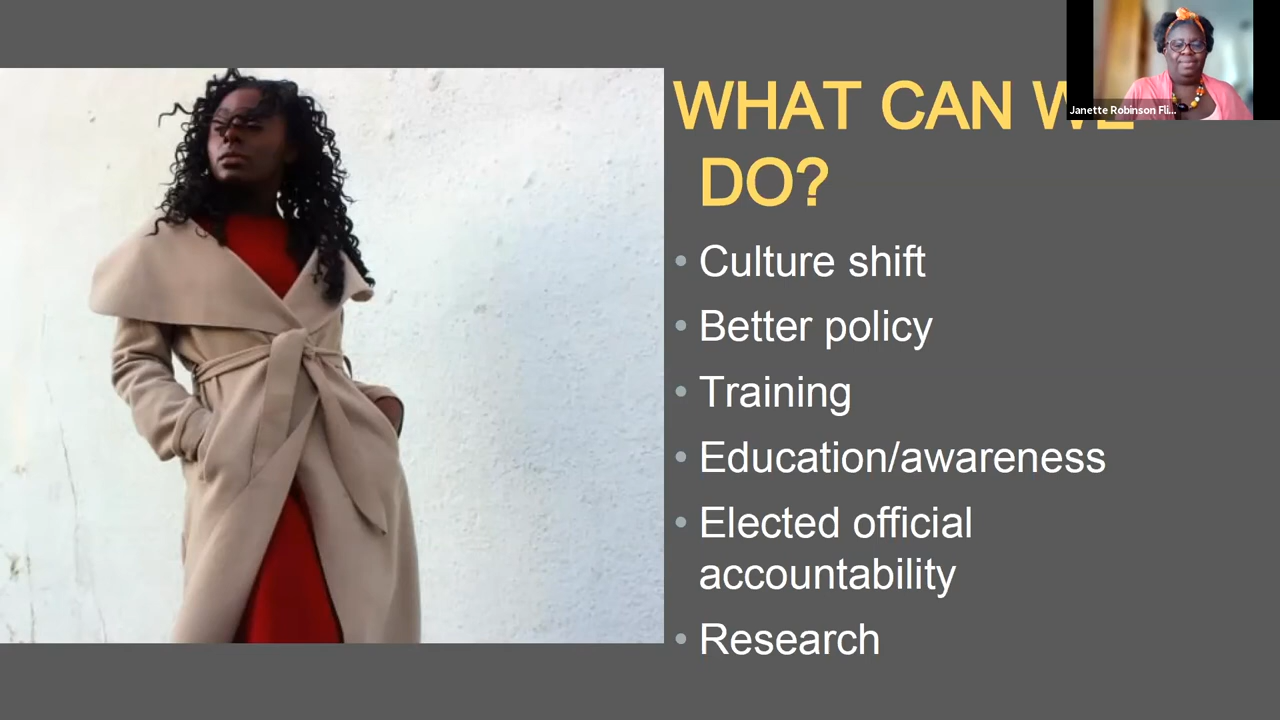 WHAT CAN WE
DO?
Janette Robinson Fli...
• Culture shift
• Better policy
• Training
• Education/awareness
• Elected official
accountability
• Research